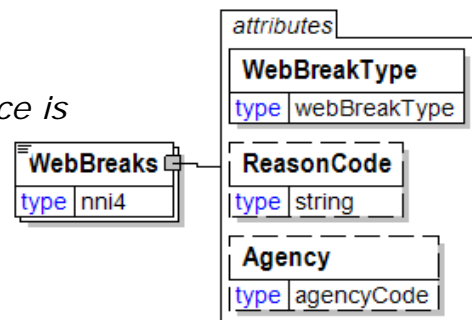 attributes
WebBreakType
type webBreakType
ce is
WebBreaks
type nni4
ReasonCode
type string
Agency
type agencyCode